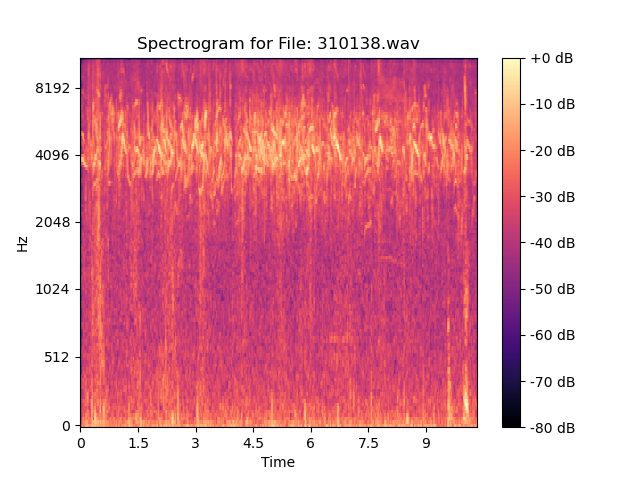 Spectrogram for File: 310138.wav
8192
4096
2048
1024
512
0
Hz
0 1.5 3 4.5 6 7.5 9
Time
+0 dB
-10 dB
-20 dB
-30 dB
-40 dB
-50 dB
-60 dB
-70 dB
-80 dB